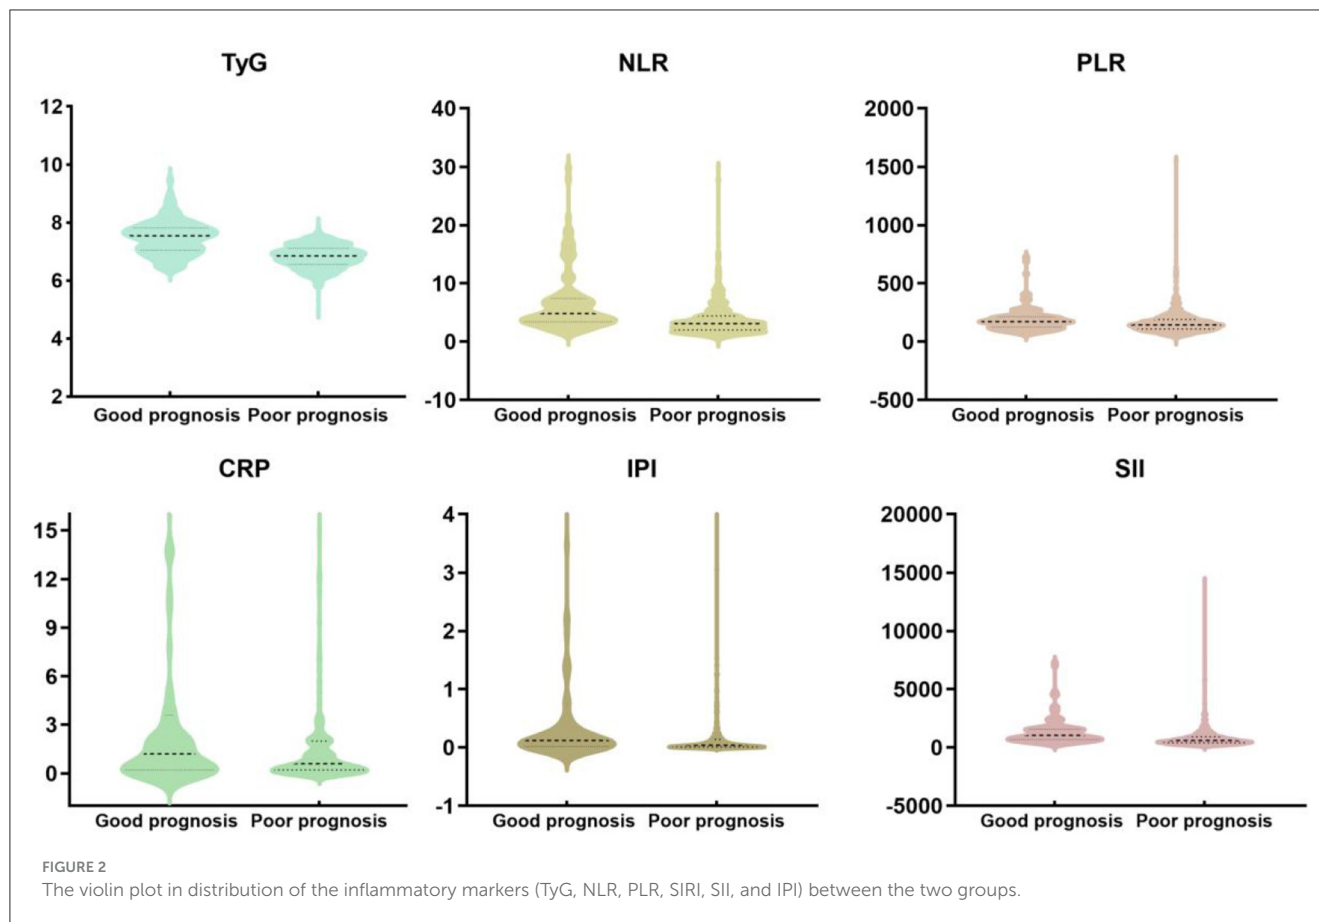 TyG
12
10
8
6
4
2
Good prognosis Poor prognosis
NLR
40
30
20
10
0
-10
Good prognosis Poor prognosis
PLR
2000
1500
1000
500
0
-500
Good prognosis Poor prognosis
CRP
15
12
9
6
3
0
Good prognosis Poor prognosis
IPI
4
3
2
1
0
-1
Good prognosis Poor prognosis
SII
20000
15000
10000
5000
0
-5000
Good prognosis Poor prognosis
FIGURE 2
The violin plot in distribution of the inflammatory markers (TyG, NLR, PLR, SIRI, SII, and IPI) between the two groups.